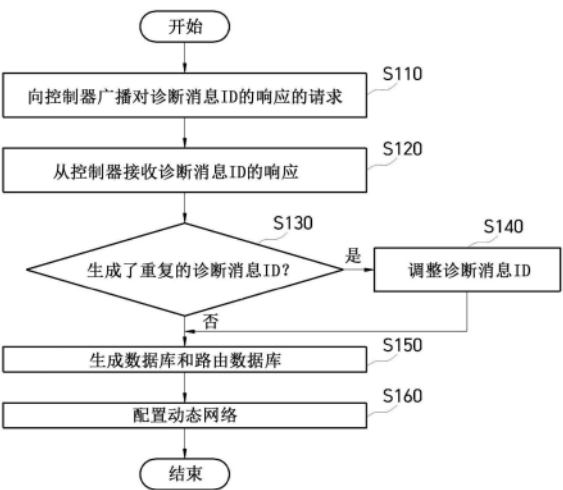 开始
S110
向控制器广播对诊断消息ID的响应的请求
S120
从控制器接收诊断消息ID的响应
S130
生成了重复的诊断消息ID？
是
S140
调整诊断消息ID
否
S150
生成数据库和路由数据库
S160
配置动态网络
结束